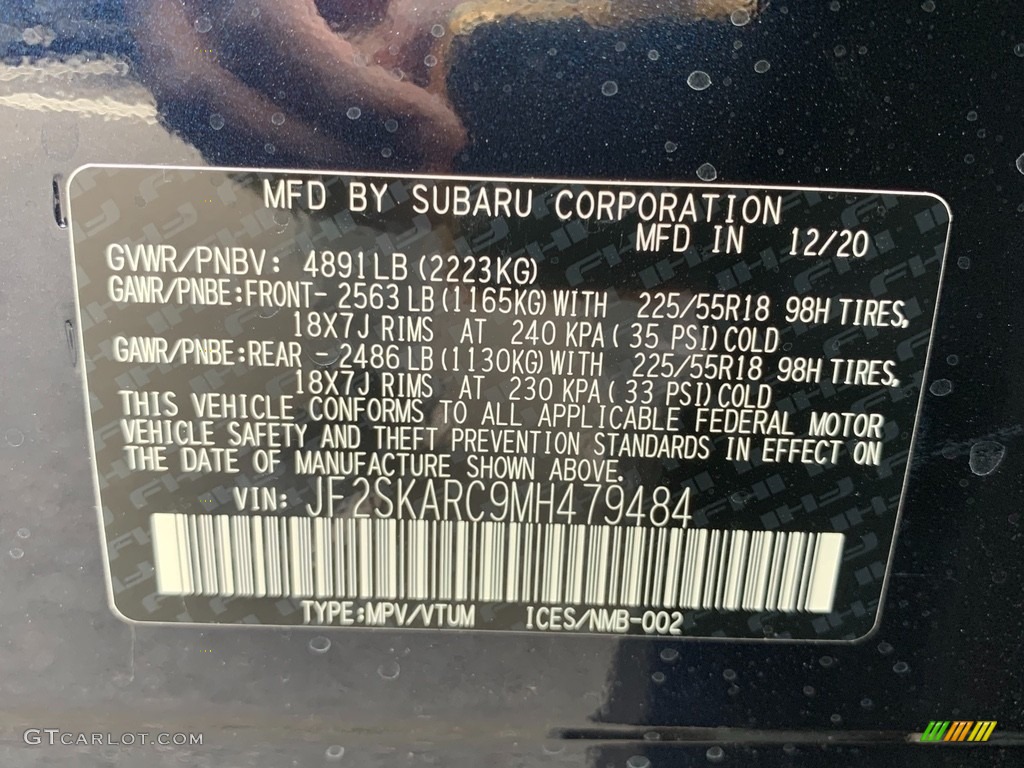 MFD BY SUBARU CORPORATION
MFD IN 12/20
GVWR/PNBV: 4891LB (2223KG)
GAWR/PNBE:FRONT- 2563 LB (1165KG) WITH 225/55R18 98H TIRES,
18X7J RIMS AT 240 KPA ( 35 PSI) COLD
GAWR/PNBE:REAR - 2486 LB (1130KG) WITH 225/55R18 98H TIRES,
18X7J RIMS AT 230 KPA ( 33 PSI) COLD
THIS VEHICLE CONFORMS TO ALL APPLICABLE FEDERAL MOTOR
VEHICLE SAFETY AND THEFT PREVENTION STANDARDS IN EFFECT ON
THE DATE OF MANUFACTURE SHOWN ABOVE.
VIN: JF2SKARC9MH479484
TYPE:MPV/VTUM ICES/NMB-002
GTCARLOT.COM